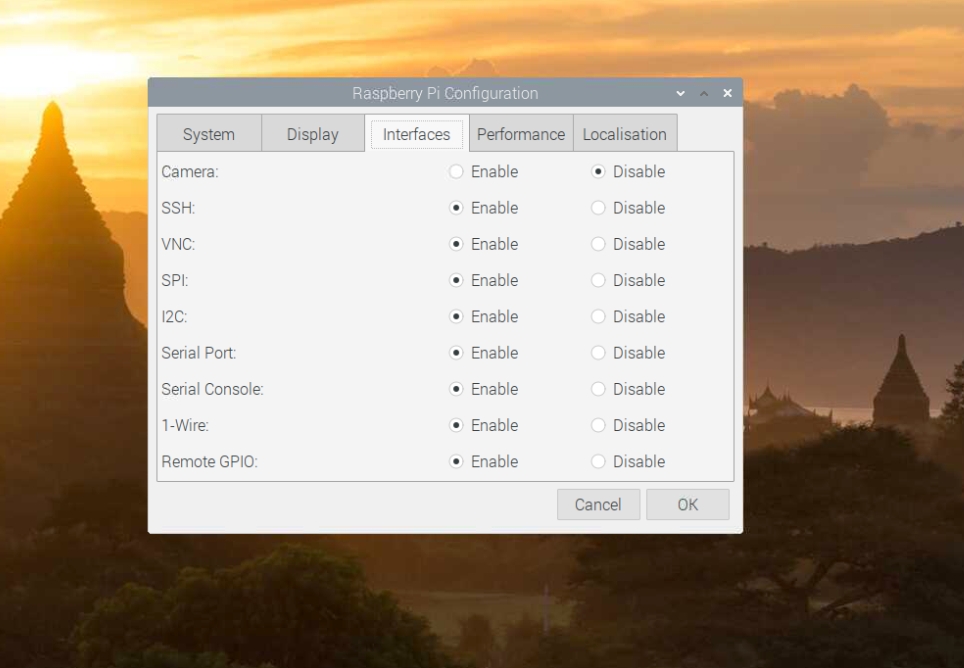 Raspberry Pi Configuration
System Display Interfaces Performance Localisation
Camera: Enable Disable
SSH: Enable Disable
VNC: Enable Disable
SPI: Enable Disable
I2C: Enable Disable
Serial Port: Enable Disable
Serial Console: Enable Disable
1-Wire: Enable Disable
Remote GPIO: Enable Disable
Cancel OK